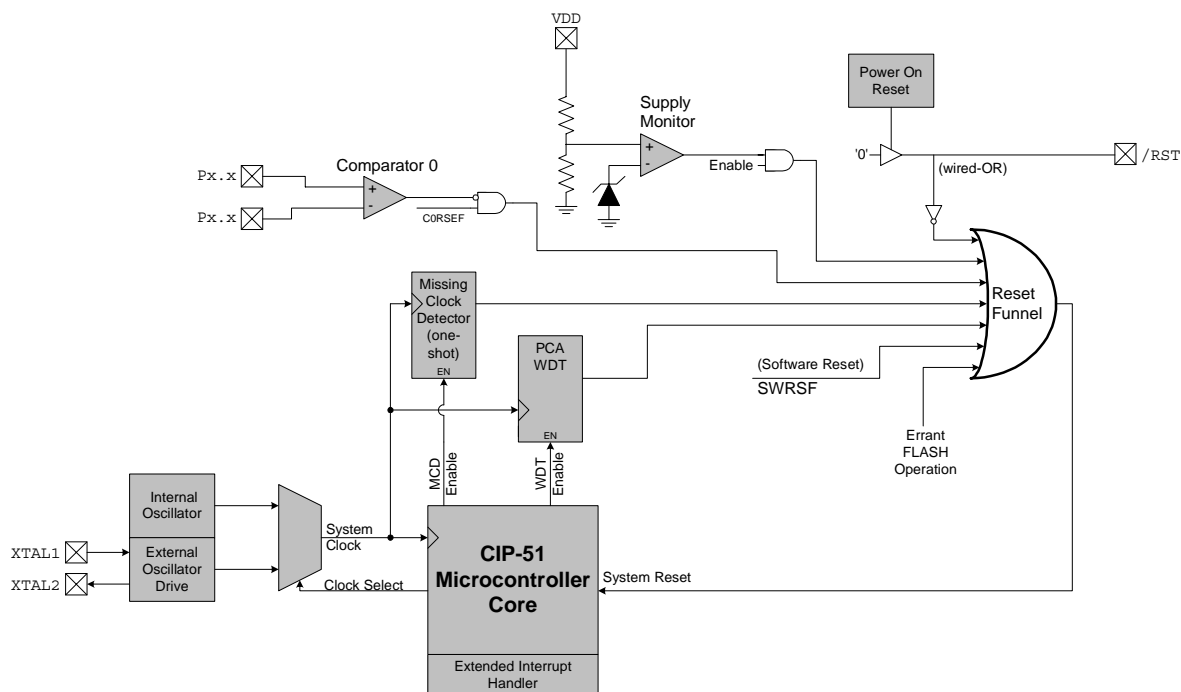 VDD
Power On
Reset
Supply
Monitor
+
-
Enable
'0'
(wired-OR)
/RST
Px.x
Px.x
Comparator 0
+
-
C0RSEF
Missing
Clock
Detector
(one-
shot)
EN
PCA
WDT
EN
Reset
Funnel
(Software Reset)
SWRSF
Errant
FLASH
Operation
MCD
Enable
WDT
Enable
Internal
Oscillator
System
Clock
XTAL1
XTAL2
External
Oscillator
Drive
Clock Select
CIP-51
Microcontroller
Core
System Reset
Extended Interrupt
Handler